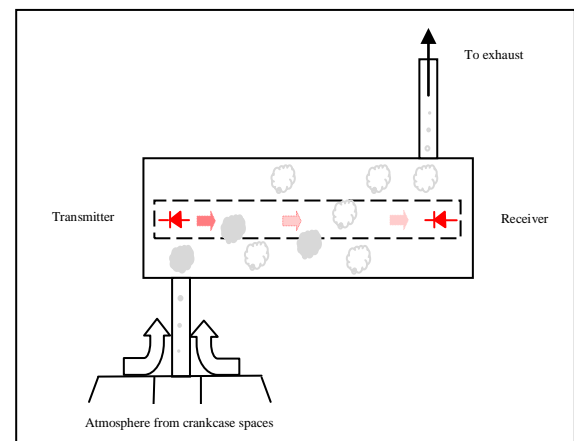 To exhaust
Transmitter
Receiver
Atmosphere from crankcase spaces